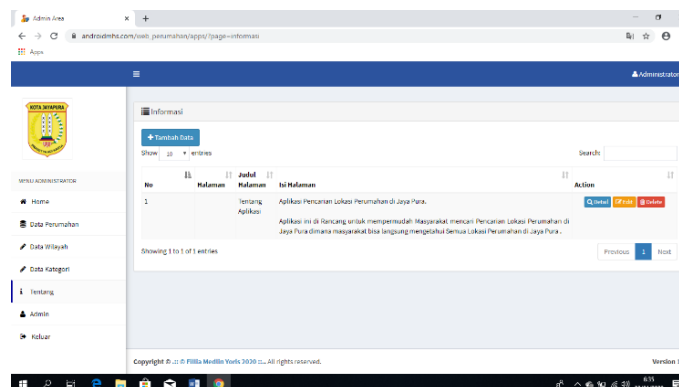 Admin Area
androidmhs.com/web_perumahan/apps/?page=informasi
Apps
Administrator
KOTA JAYAPURA
Informasi
+ Tambah Data
Show 10 entries
Search:
No Halaman Judul Halaman Isi Halaman Action
1 Tentang Aplikasi Aplikasi Pencarian Lokasi Perumahan di Jaya Pura.
Detail Edit Delete
Aplikasi ini di Rancang untuk mempermudah Masyarakat mencari Pencarian Lokasi Perumahan di
Jaya Pura dimana masyarakat bisa langsung mengetahui Semua Lokasi Perumahan di Jaya Pura .
Showing 1 to 1 of 1 entries
Previous 1 Next
MENU ADMINISTRATOR
Home
Data Perumahan
Data Wilayah
Data Kategori
Tentang
Admin
Keluar
Copyright © .:: © Fillia Medlin Yoris 2020 ::.. All rights reserved.
Version
6:35